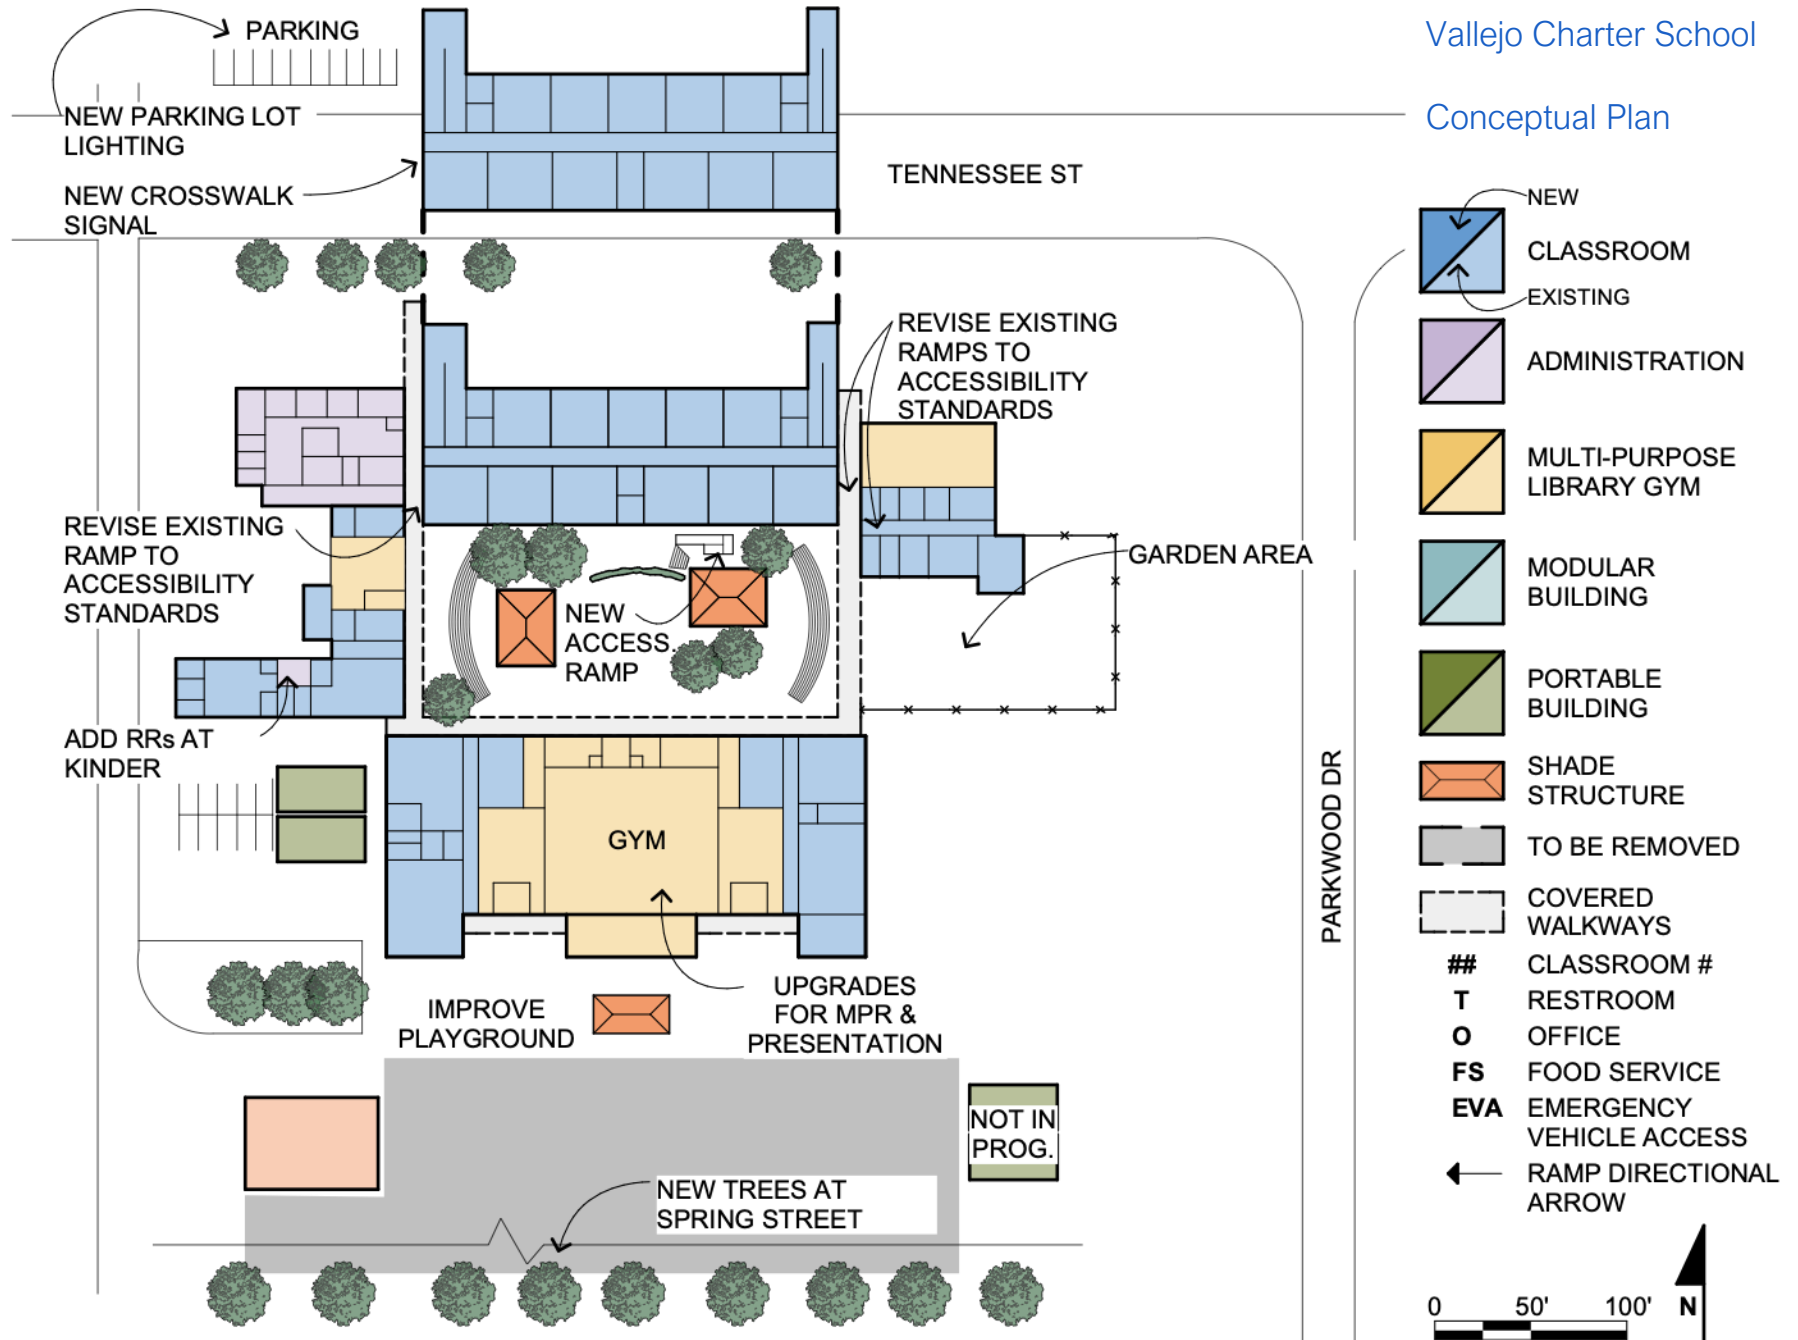 Vallejo Charter School
Conceptual Plan
PARKING
NEW PARKING LOT
LIGHTING
NEW CROSSWALK
SIGNAL
TENNESSEE ST
REVISE EXISTING
RAMPS TO
ACCESSIBILITY
STANDARDS
REVISE EXISTING
RAMP TO
ACCESSIBILITY
STANDARDS
GARDEN AREA
NEW
ACCESS
RAMP
ADD RRs AT
KINDER
GYM
PARKWOOD DR
UPGRADES
FOR MPR &
PRESENTATION
IMPROVE
PLAYGROUND
NOT IN
PROG.
NEW TREES AT
SPRING STREET
NEW
CLASSROOM
EXISTING
ADMINISTRATION
MULTI-PURPOSE
LIBRARY GYM
MODULAR
BUILDING
PORTABLE
BUILDING
SHADE
STRUCTURE
TO BE REMOVED
COVERED
WALKWAYS
## CLASSROOM #
T RESTROOM
O OFFICE
FS FOOD SERVICE
EVA EMERGENCY
VEHICLE ACCESS
RAMP DIRECTIONAL
ARROW
0 50' 100' N